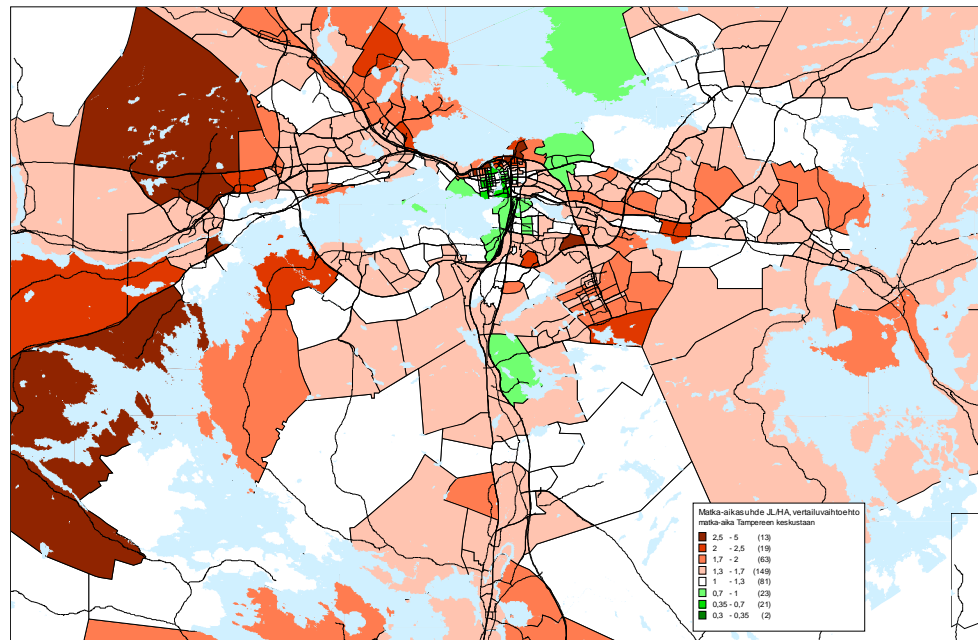 Matka-aikasuhde JL/HA, vertailuvaihtoehto
matka-aika Tampereen keskustaan
2,5 - 5 (13)
2 - 2,5 (19)
1,7 - 2 (63)
1,3 - 1,7 (149)
1 - 1,3 (81)
0,7 - 1 (23)
0,35 - 0,7 (21)
0,3 - 0,35 (2)